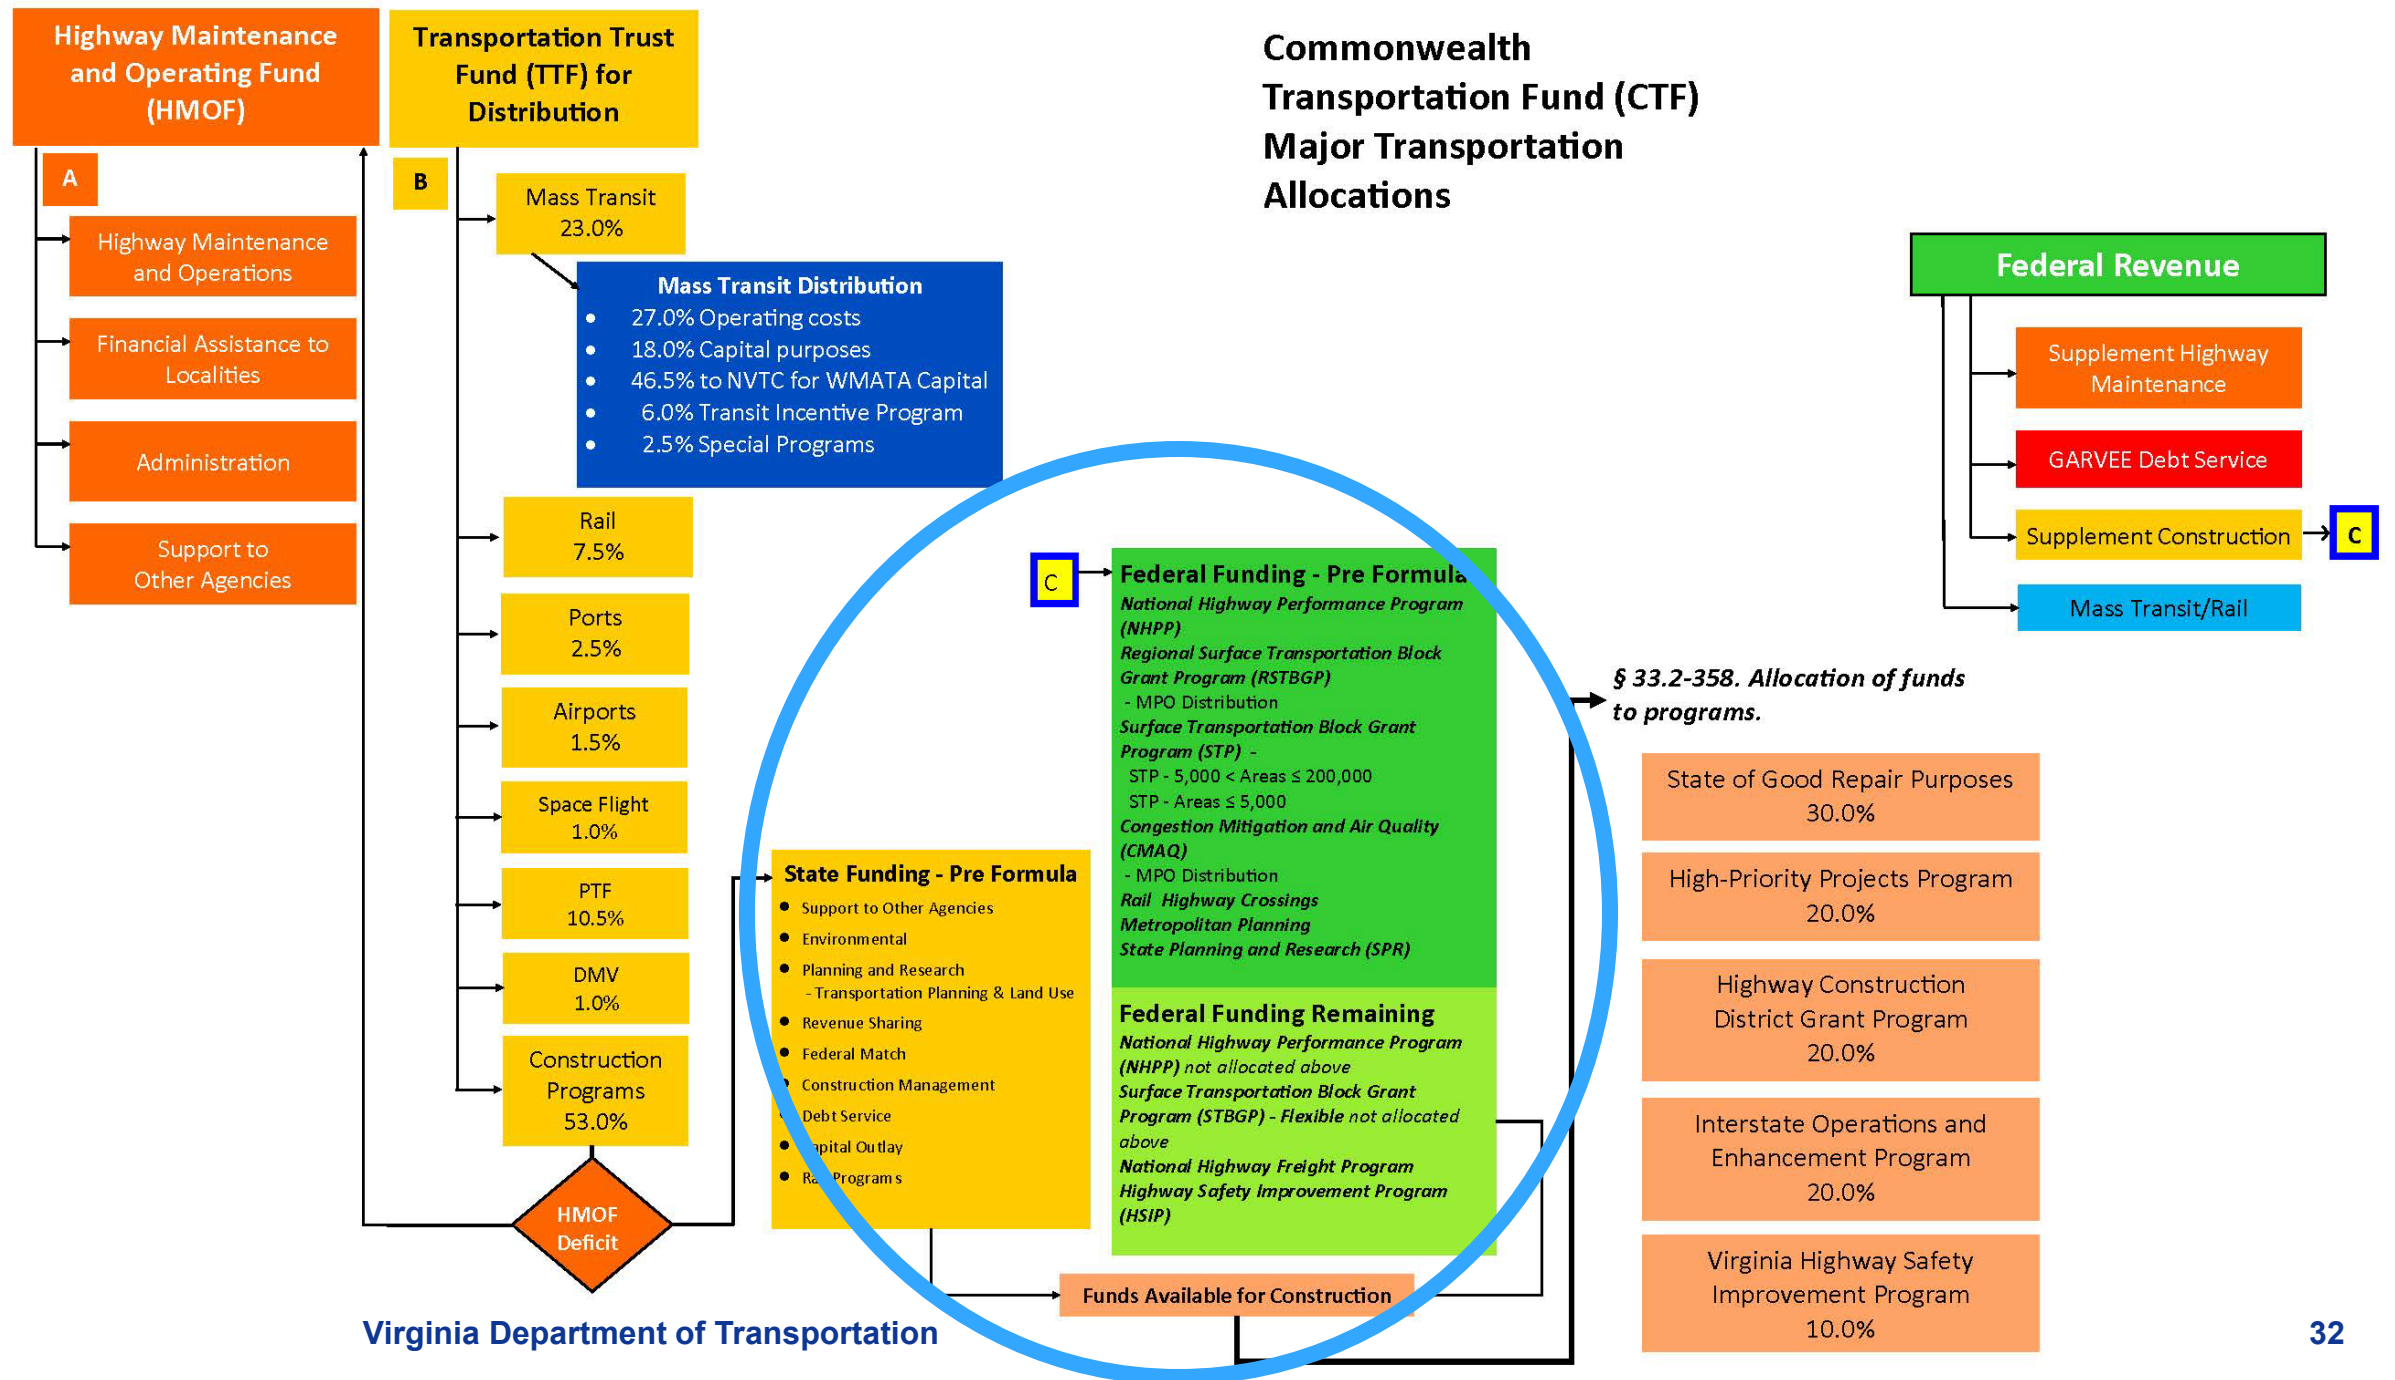 Highway Maintenance
and Operating Fund
(HMOF)
A
Highway Maintenance
and Operations
Financial Assistance to
Localities
Administration
Support to
Other Agencies
Transportation Trust
Fund (TTF) for
Distribution
B
Mass Transit
23.0%
Mass Transit Distribution
• 27.0% Operating costs
• 18.0% Capital purposes
• 46.5% to NVTC for WMATA Capital
• 6.0% Transit Incentive Program
• 2.5% Special Programs
Rail
7.5%
Ports
2.5%
Airports
1.5%
Space Flight
1.0%
PTF
10.5%
DMV
1.0%
Construction
Programs
53.0%
HMOF
Deficit
Commonwealth
Transportation Fund (CTF)
Major Transportation
Allocations
State Funding - Pre Formula
• Support to Other Agencies
• Environmental
• Planning and Research
- Transportation Planning & Land Use
• Revenue Sharing
• Federal Match
• Construction Management
• Debt Service
• Capital Outlay
• Programs
C
Federal Funding - Pre Formula
National Highway Performance Program
(NHPP)
Regional Surface Transportation Block
Grant Program (RSTBGP)
- MPO Distribution
Surface Transportation Block Grant
Program (STP) -
STP - 5,000 < Areas ≤ 200,000
STP - Areas ≤ 5,000
Congestion Mitigation and Air Quality
(CMAQ)
- MPO Distribution
Rail Highway Crossings
Metropolitan Planning
State Planning and Research (SPR)
Federal Funding Remaining
National Highway Performance Program
(NHPP) not allocated above
Surface Transportation Block Grant
Program (STBGP) - Flexible not allocated
above
National Highway Freight Program
Highway Safety Improvement Program
(HSIP)
Funds Available for Construction
Federal Revenue
Supplement Highway
Maintenance
GARVEE Debt Service
Supplement Construction
C
Mass Transit/Rail
§ 33.2-358. Allocation of funds
to programs.
State of Good Repair Purposes
30.0%
High-Priority Projects Program
20.0%
Highway Construction
District Grant Program
20.0%
Interstate Operations and
Enhancement Program
20.0%
Virginia Highway Safety
Improvement Program
10.0%
Virginia Department of Transportation
32